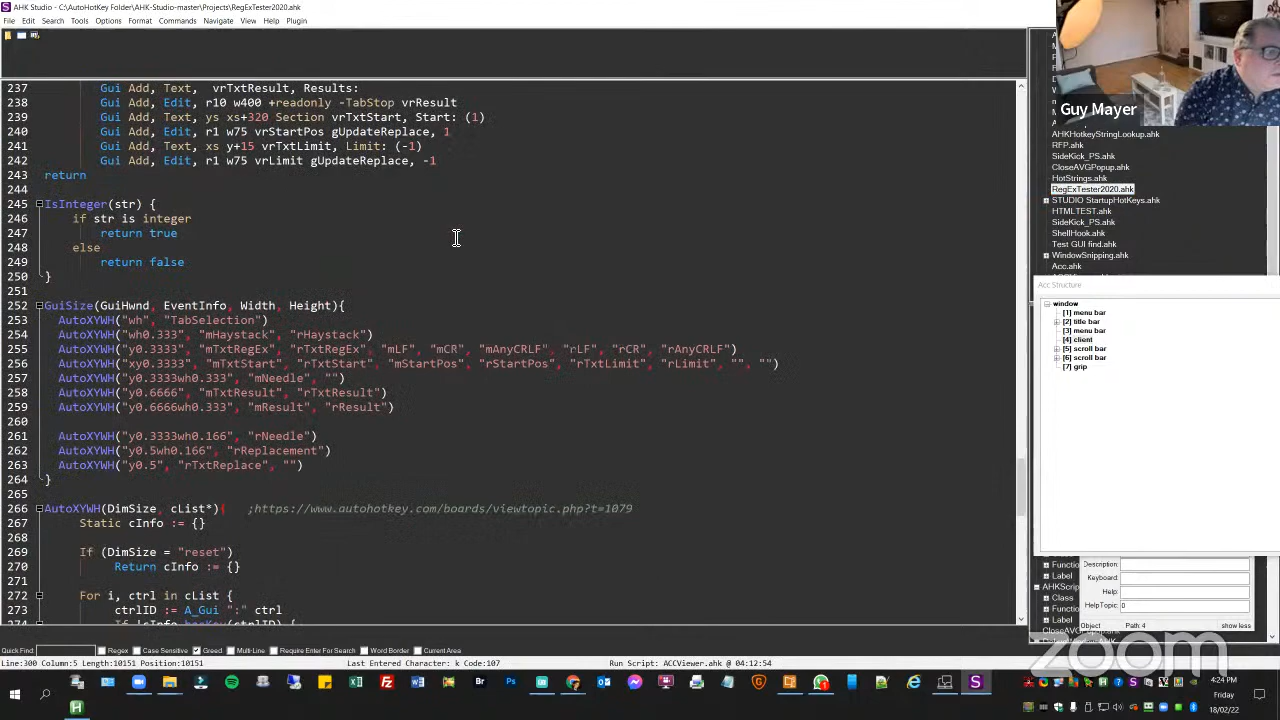 AHK Studio - C:\AutoHotKey Folder\AHK-Studio-master\Projects\RegExTester2020.ahk
File Edit Search Tools Options Format Commands Navigate View Help Plugin
237 Gui Add, Text, vrTxtResult, Results:
238 Gui Add, Edit, r10 w400 +readonly -TabStop vrResult
239 Gui Add, Text, ys xs+320 Section vrTxtStart, Start: (1)
240 Gui Add, Edit, r1 w75 vrStartPos gUpdateReplace, 1
241 Gui Add, Text, xs y+15 vrTxtLimit, Limit: (-1)
242 Gui Add, Edit, r1 w75 vrLimit gUpdateReplace, -1
243 return
244
245 IsInteger(str) {
246 if str is integer
247 return true
248 else
249 return false
250 }
251
252 GuiSize(GuiHwnd, EventInfo, Width, Height){
253 AutoXYWH("wh", "TabSelection")
254 AutoXYWH("wh0.333", "mHaystack", "rHaystack")
255 AutoXYWH("y0.3333", "mTxtRegEx", "rTxtRegEx", "mLF", "mCR", "mAnyCRLF", "rLF", "rCR", "rAnyCRLF")
256 AutoXYWH("xy0.3333", "mTxtStart", "rTxtStart", "mStartPos", "rStartPos", "rTxtLimit", "rLimit", "", "")
257 AutoXYWH("y0.3333wh0.333", "mNeedle", "")
258 AutoXYWH("y0.6666", "mTxtResult", "rTxtResult")
259 AutoXYWH("y0.6666wh0.333", "mResult", "rResult")
260
261 AutoXYWH("y0.3333wh0.166", "rNeedle")
262 AutoXYWH("y0.5wh0.166", "rReplacement")
263 AutoXYWH("y0.5", "rTxtReplace", "")
264 }
265
266 AutoXYWH(DimSize, cList*){ ;https://www.autohotkey.com/boards/viewtopic.php?t=1079
267 Static cInfo := {}
268
269 If (DimSize = "reset")
270 Return cInfo := {}
271
272 For i, ctrl in cList {
273 ctrlID := A_Gui ":" ctrl
Guy Mayer
AHKHotkeyStringLookup.ahk
RFP.ahk
SideKick_PS.ahk
CloseAVGPopup.ahk
HotStrings.ahk
RegExTester2020.ahk
STUDIO StartupHotKeys.ahk
HTMLTEST.ahk
SideKick_PS.ahk
ShellHook.ahk
Test GUI find.ahk
WindowSnipping.ahk
Acc.ahk
Acc Structure
window
[1] menu bar
[2] title bar
[3] menu bar
[4] client
[5] scroll bar
[6] scroll bar
[7] grip
Description:
Keyboard:
Help:
HelpTopic: 0
Object Path: 4 show less
Label
Class
Label
zoom
Quick Find: Regex Case Sensitive Greed Multi-Line Require Enter For Search Word Border Current Area
Line:300 Column:5 Length:10151 Position:10151 Last Entered Character: k Code:107 Run Script: ACCViewer.ahk @ 04:12:54
4:24 PM
Friday
18/02/22